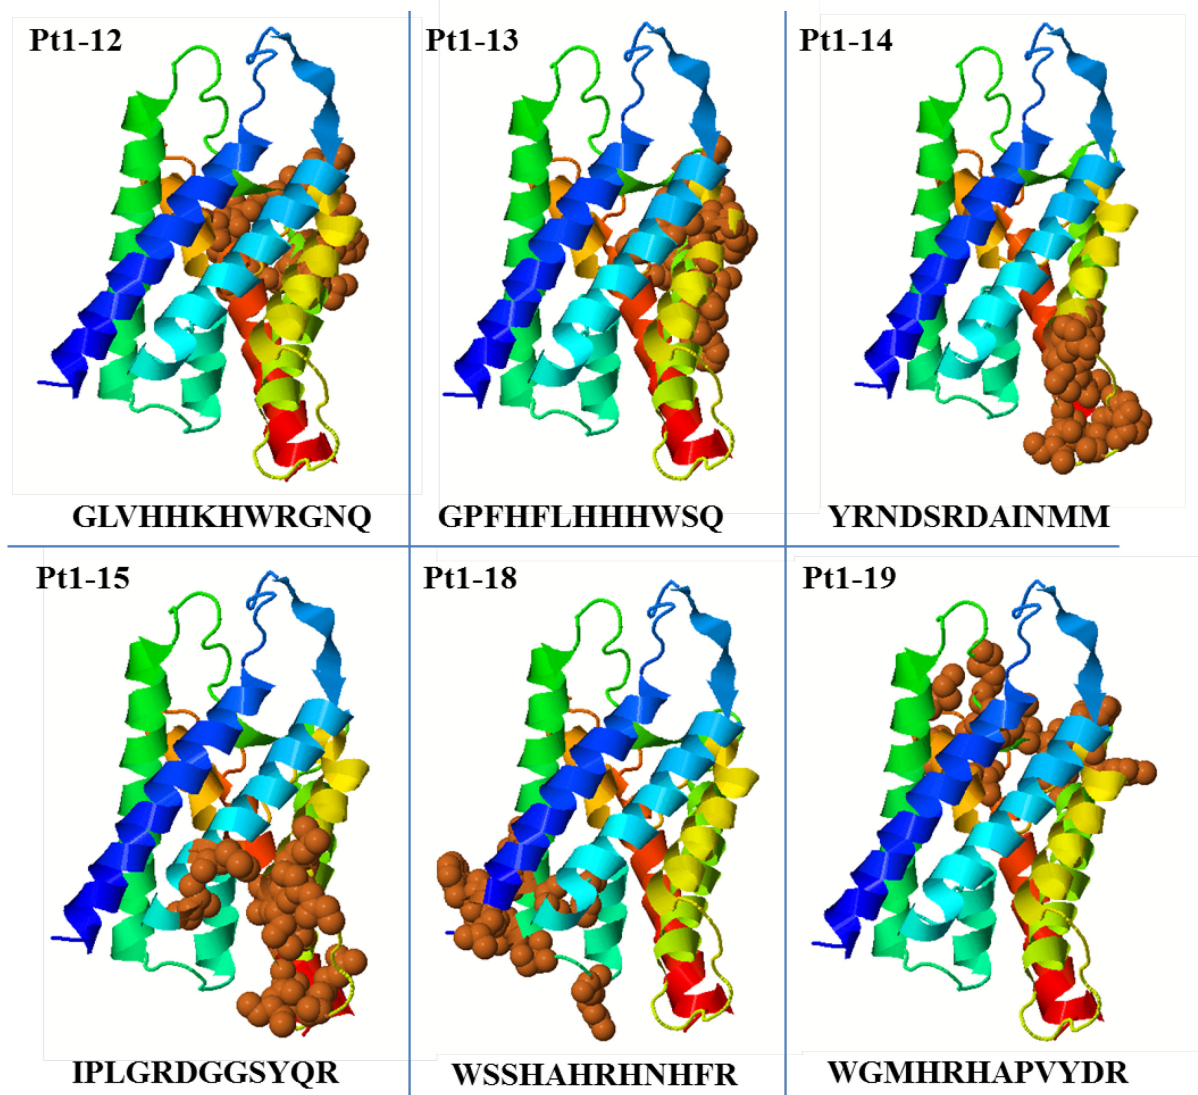 Pt1-12
Pt1-13
Pt1-14
GLVHHKHWRGNQ
GPFHFLHHHWSQ
YRNDSRDAINMM
Pt1-15
Pt1-18
Pt1-19
IPLGRDGGSYQR
WSSHAHRHNHFR
WGMHRHAPVYDR